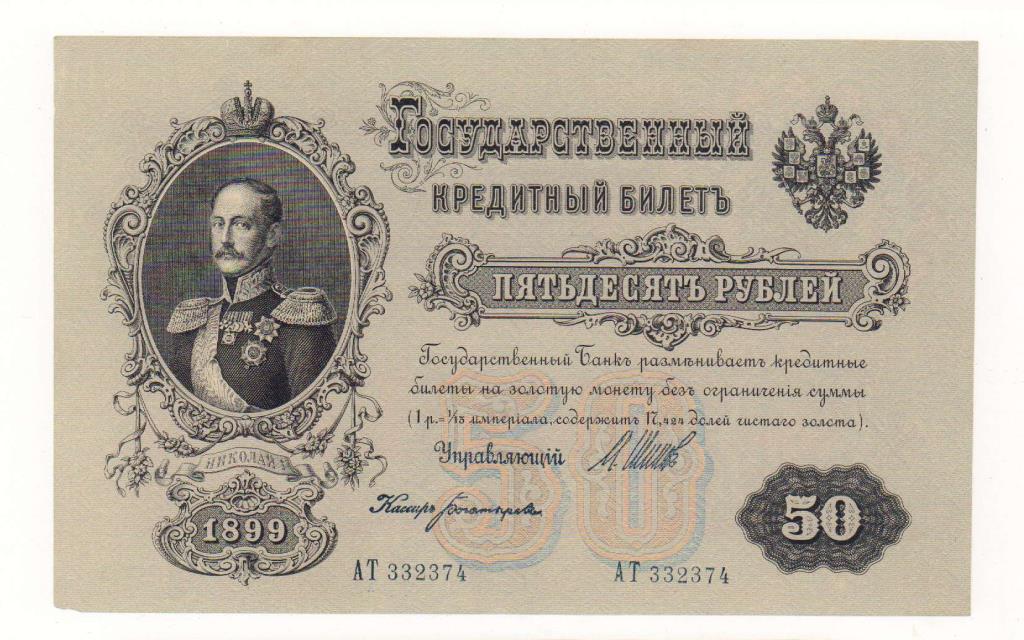 Государственный
кредитный билетъ
пятьдесятъ рублей
Государственный Банкъ размѣниваетъ кредитные
билеты на золотую монету безъ ограниченія суммы
(1 р.= 1/15 имперіала, содержитъ 17,424 долей чистаго золота).
Управляющій
Кассиръ
НИКОЛАЙ I
1899
50
50
АТ 332374 АТ 332374